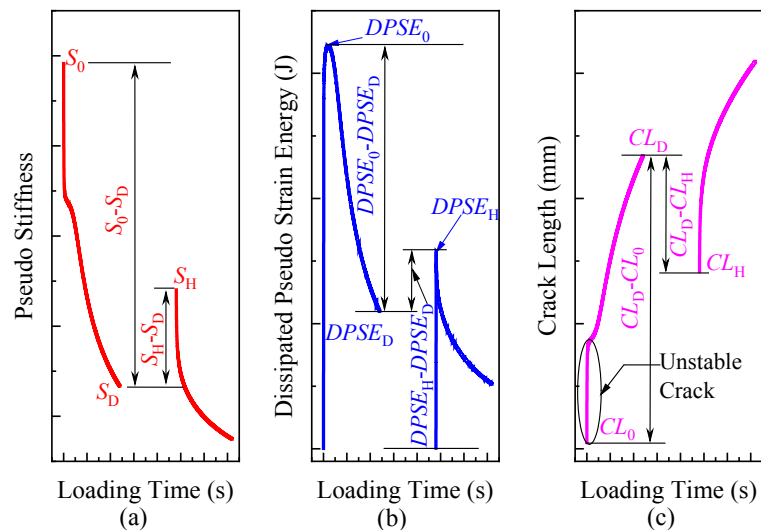 Pseudo Stiffness
S0
S0-SD
SH
SH-SD
SD
Loading Time (s)
(a)
Dissipated Pseudo Strain Energy (J)
DPSE0
DPSE0-DPSED
DPSEH
DPSED
DPSEH-DPSED
Loading Time (s)
(b)
Crack Length (mm)
CLD
CLD-CLH
CLH
CLD-CL0
Unstable
Crack
CL0
Loading Time (s)
(c)